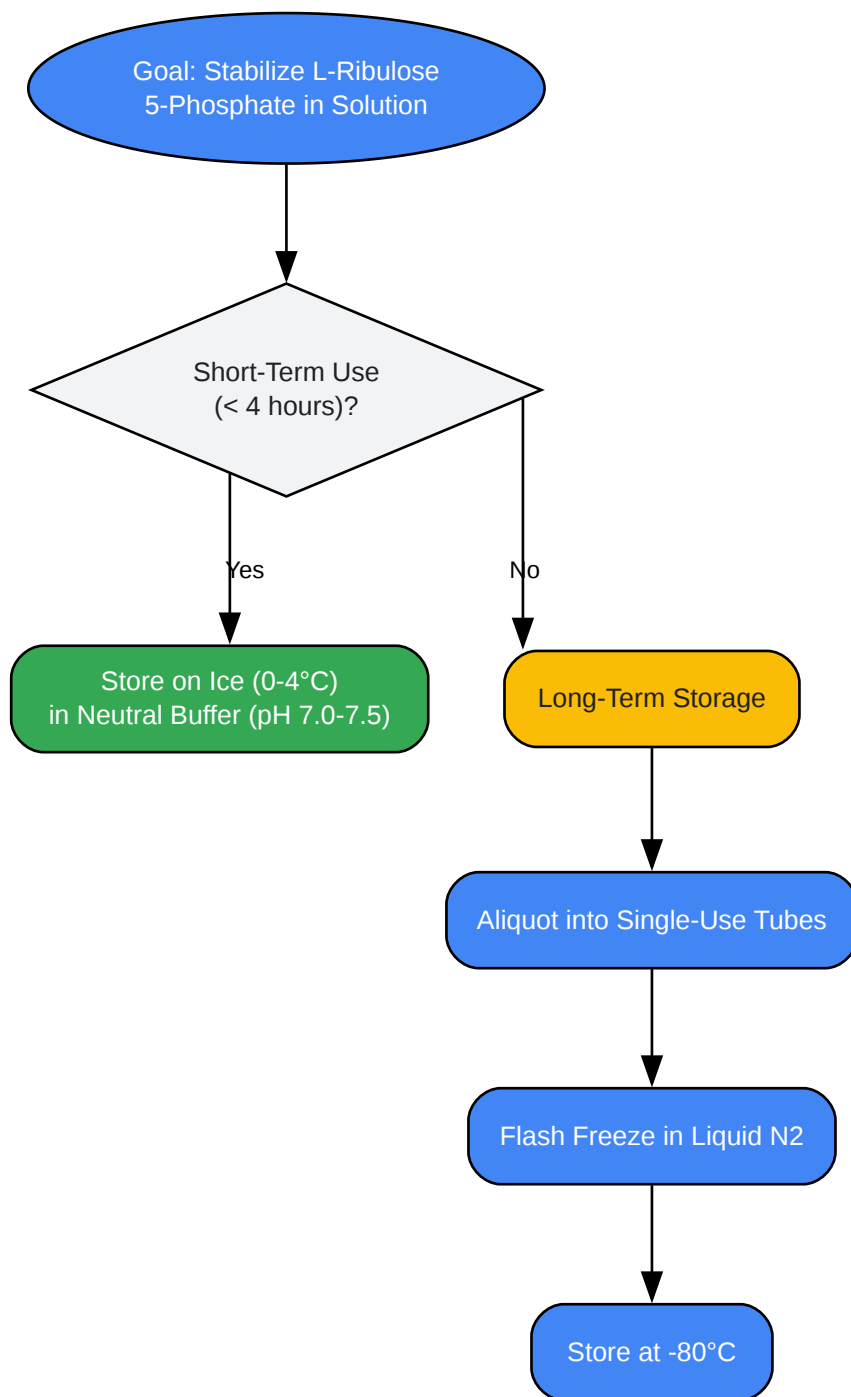 Goal: Stabilize L-Ribulose
5-Phosphate in Solution
Short-Term Use
(< 4 hours)?
Yes
No
Store on Ice (0-4°C)
in Neutral Buffer (pH 7.0-7.5)
Long-Term Storage
Aliquot into Single-Use Tubes
Flash Freeze in Liquid N2
Store at -80°C